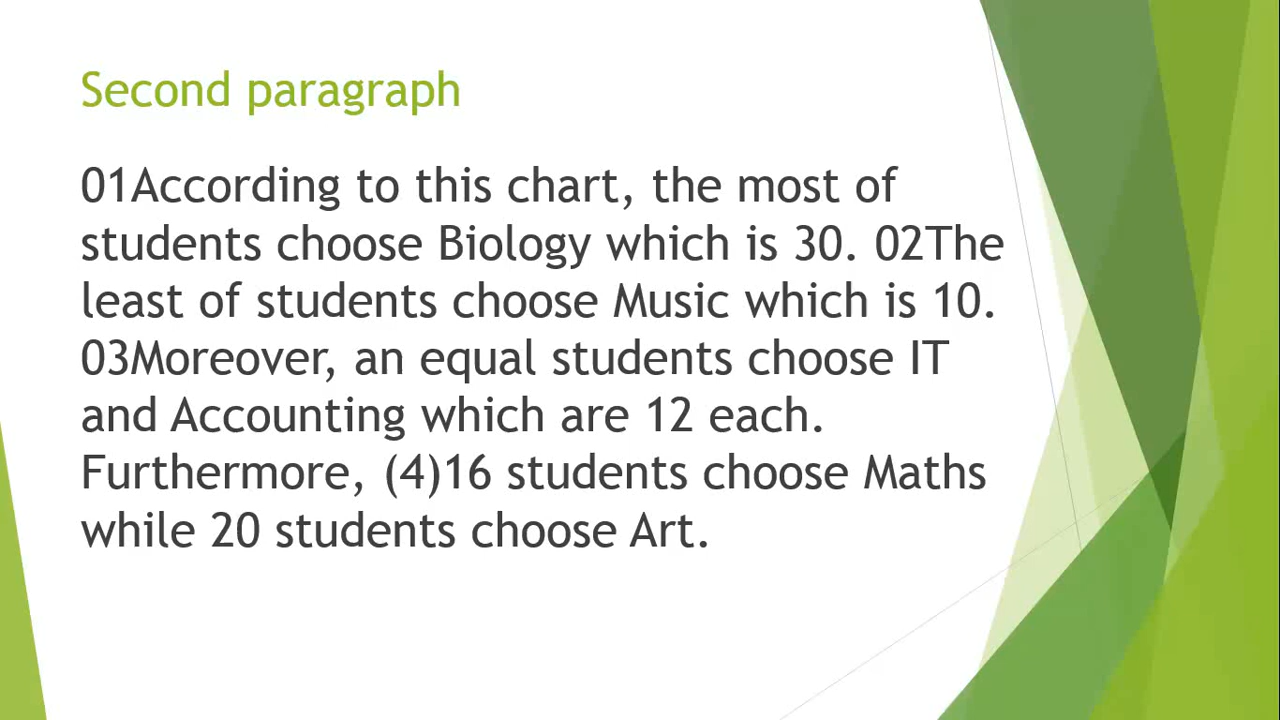 Second paragraph
01According to this chart, the most of
students choose Biology which is 30. 02The
least of students choose Music which is 10.
03Moreover, an equal students choose IT
and Accounting which are 12 each.
Furthermore, (4)16 students choose Maths
while 20 students choose Art.